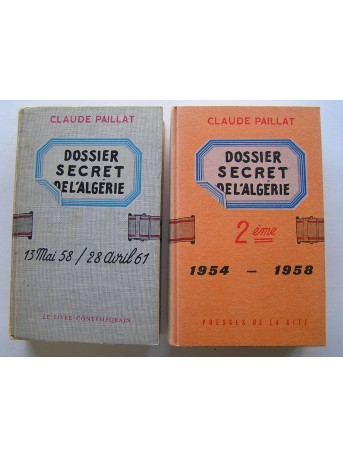 CLAUDE PAILLAT
DOSSIER
SECRET
DE L'ALGÉRIE
13 Mai 58 / 28 Avril 61
LE LIVRE CONTEMPORAIN
CLAUDE PAILLAT
DOSSIER
SECRET
DE L'ALGÉRIE
2ème
1954 - 1958
PRESSES DE LA CITÉ